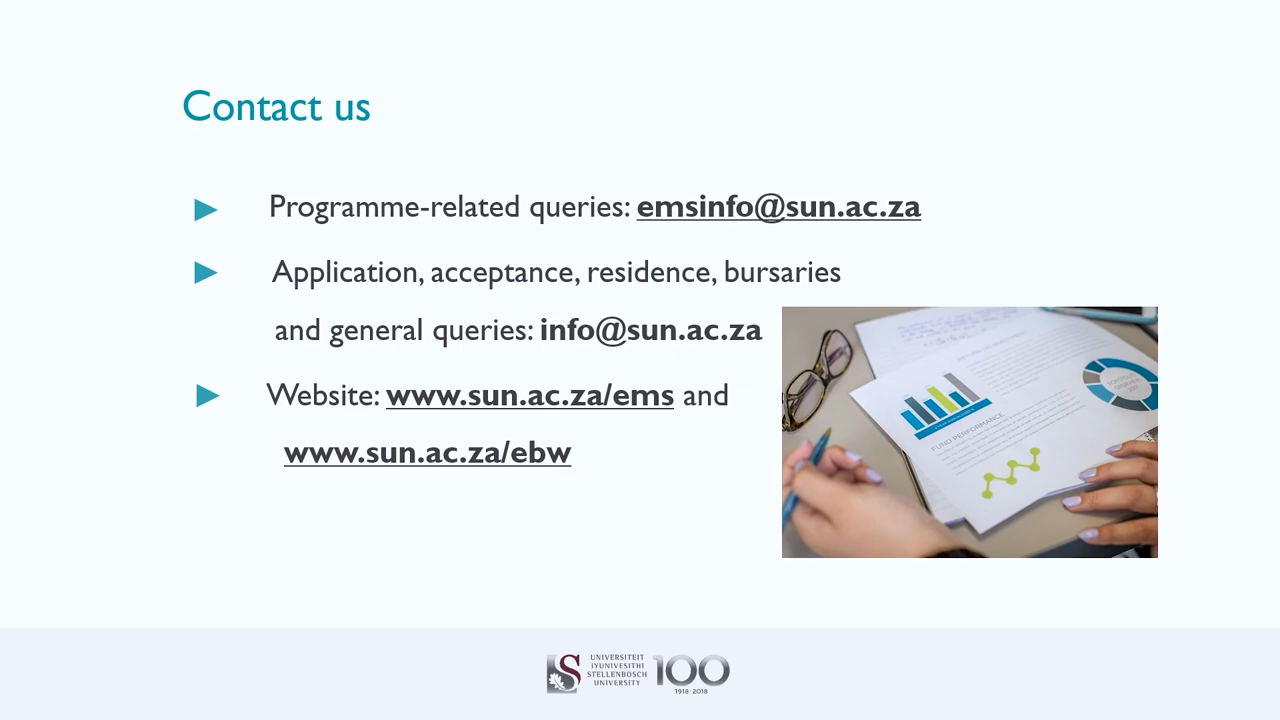 Contact us
Programme-related queries: emsinfo@sun.ac.za
Application, acceptance, residence, bursaries
and general queries: info@sun.ac.za
Website: www.sun.ac.za/ems and
www.sun.ac.za/ebw
FUND PERFORMANCE
UNIVERSITEIT
IYUNIVESITHI
STELLENBOSCH
UNIVERSITY
100
1918·2018